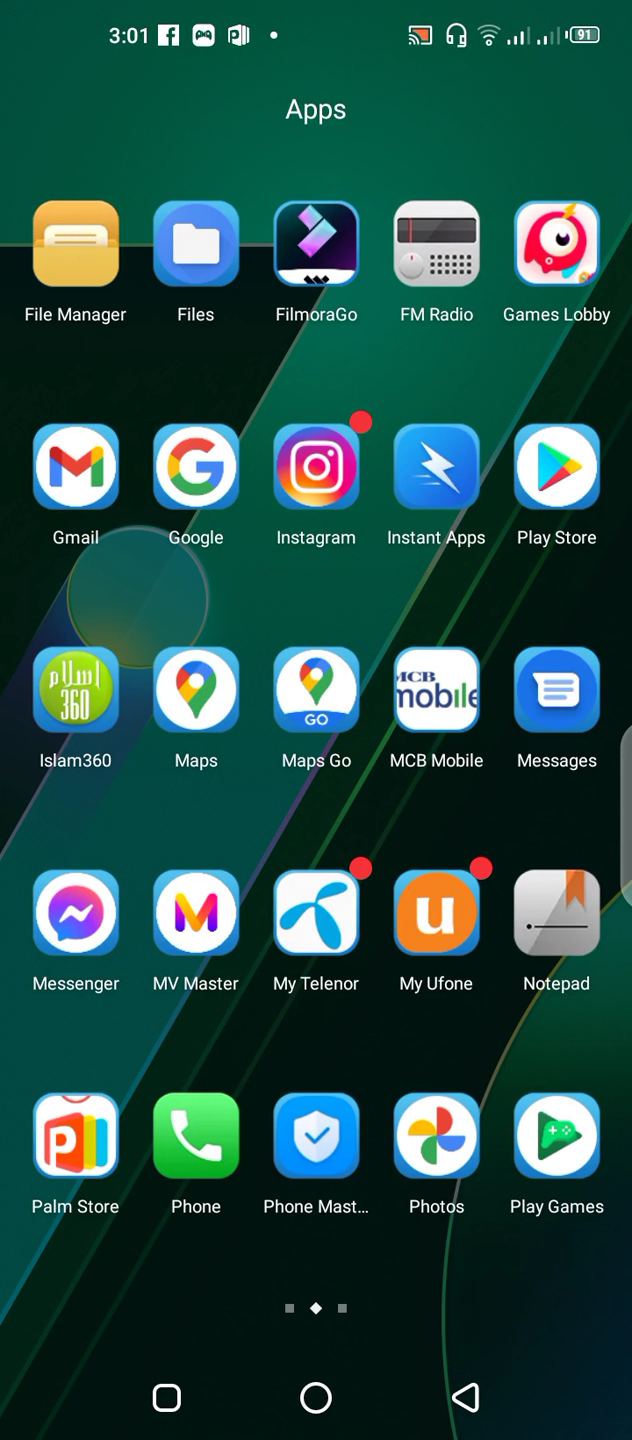 3:01
91
Apps
File Manager
Files
FilmoraGo
FM Radio
Games Lobby
Gmail
Google
Instagram
Instant Apps
Play Store
اسلام
360
GO
MCB
mobile
Islam360
Maps
Maps Go
MCB Mobile
Messages
u
Messenger
MV Master
My Telenor
My Ufone
Notepad
Palm Store
Phone
Phone Mast...
Photos
Play Games